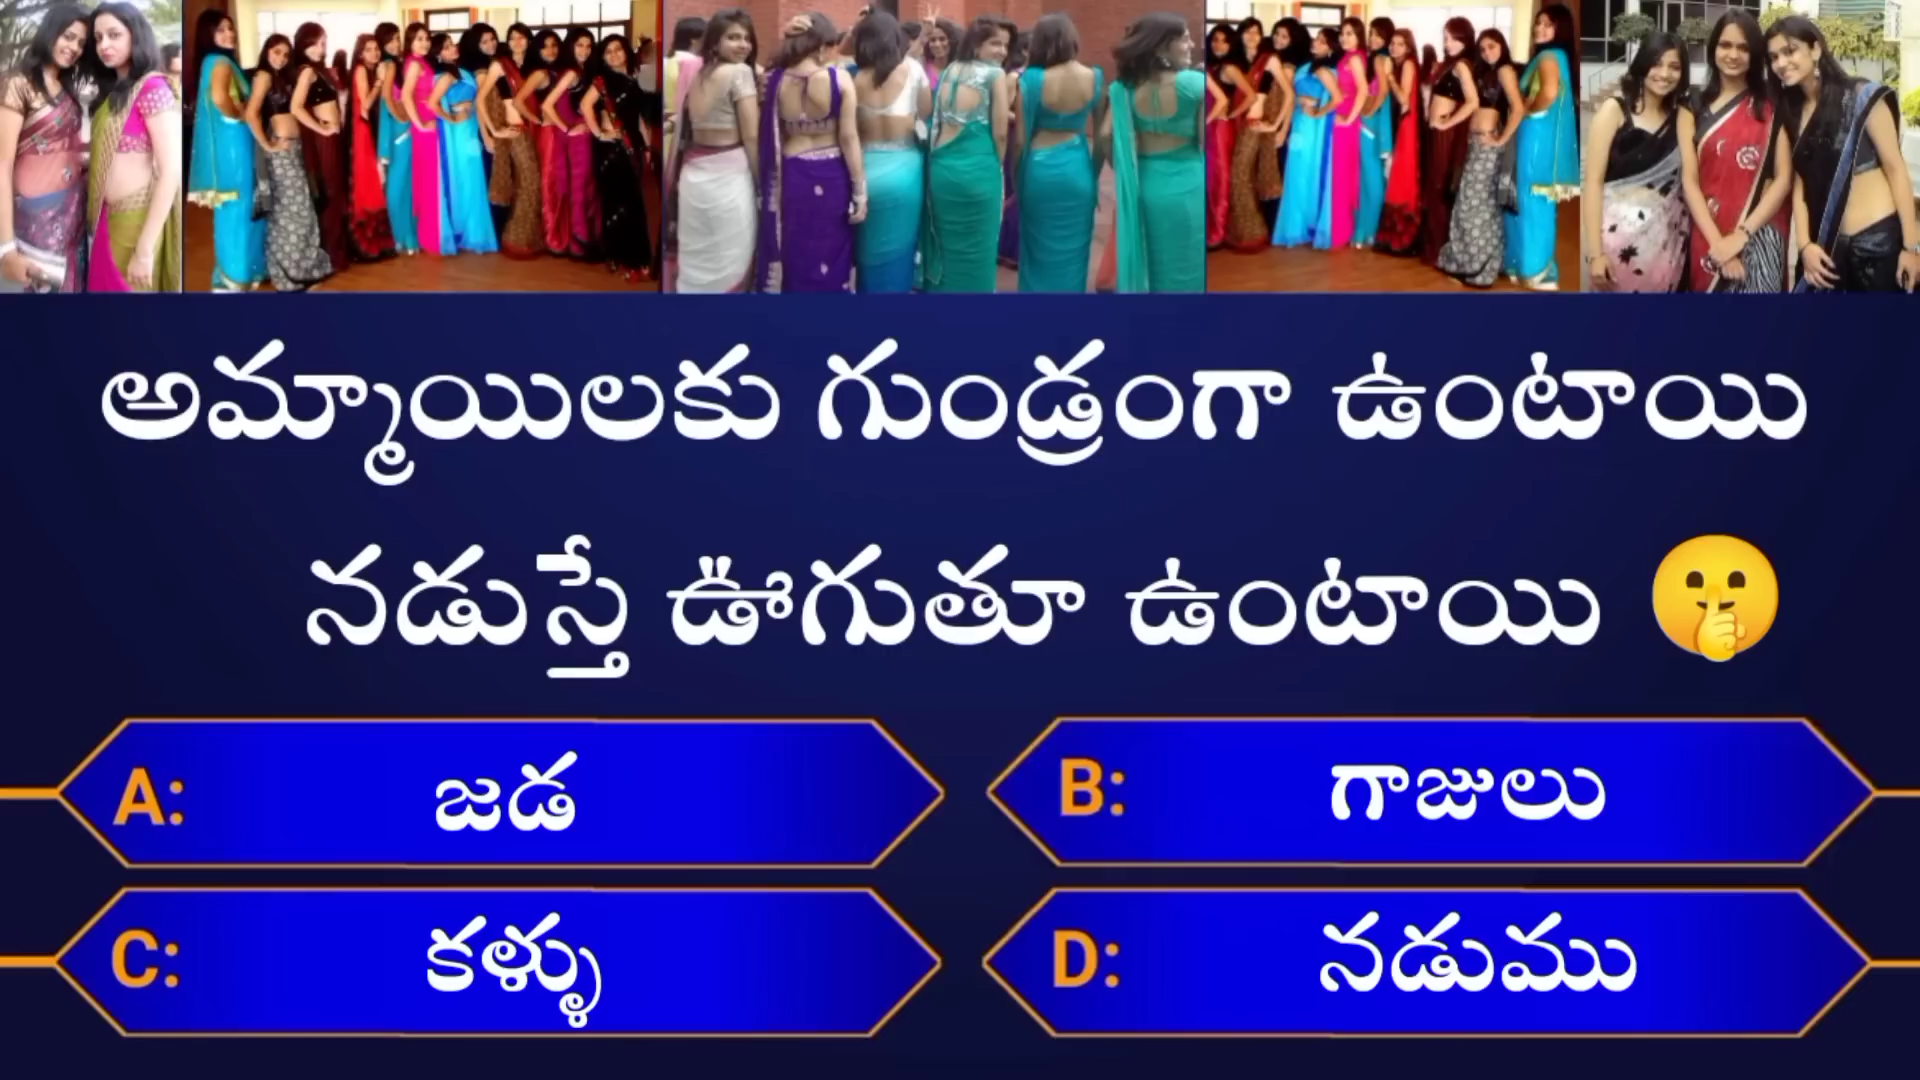 అమ్మాయిలకు గుండ్రంగా ఉంటాయి
నడుస్తే ఊగుతూ ఉంటాయి 🤫
A: జడ
B: గాజులు
C: కళ్ళు
D: నడుము